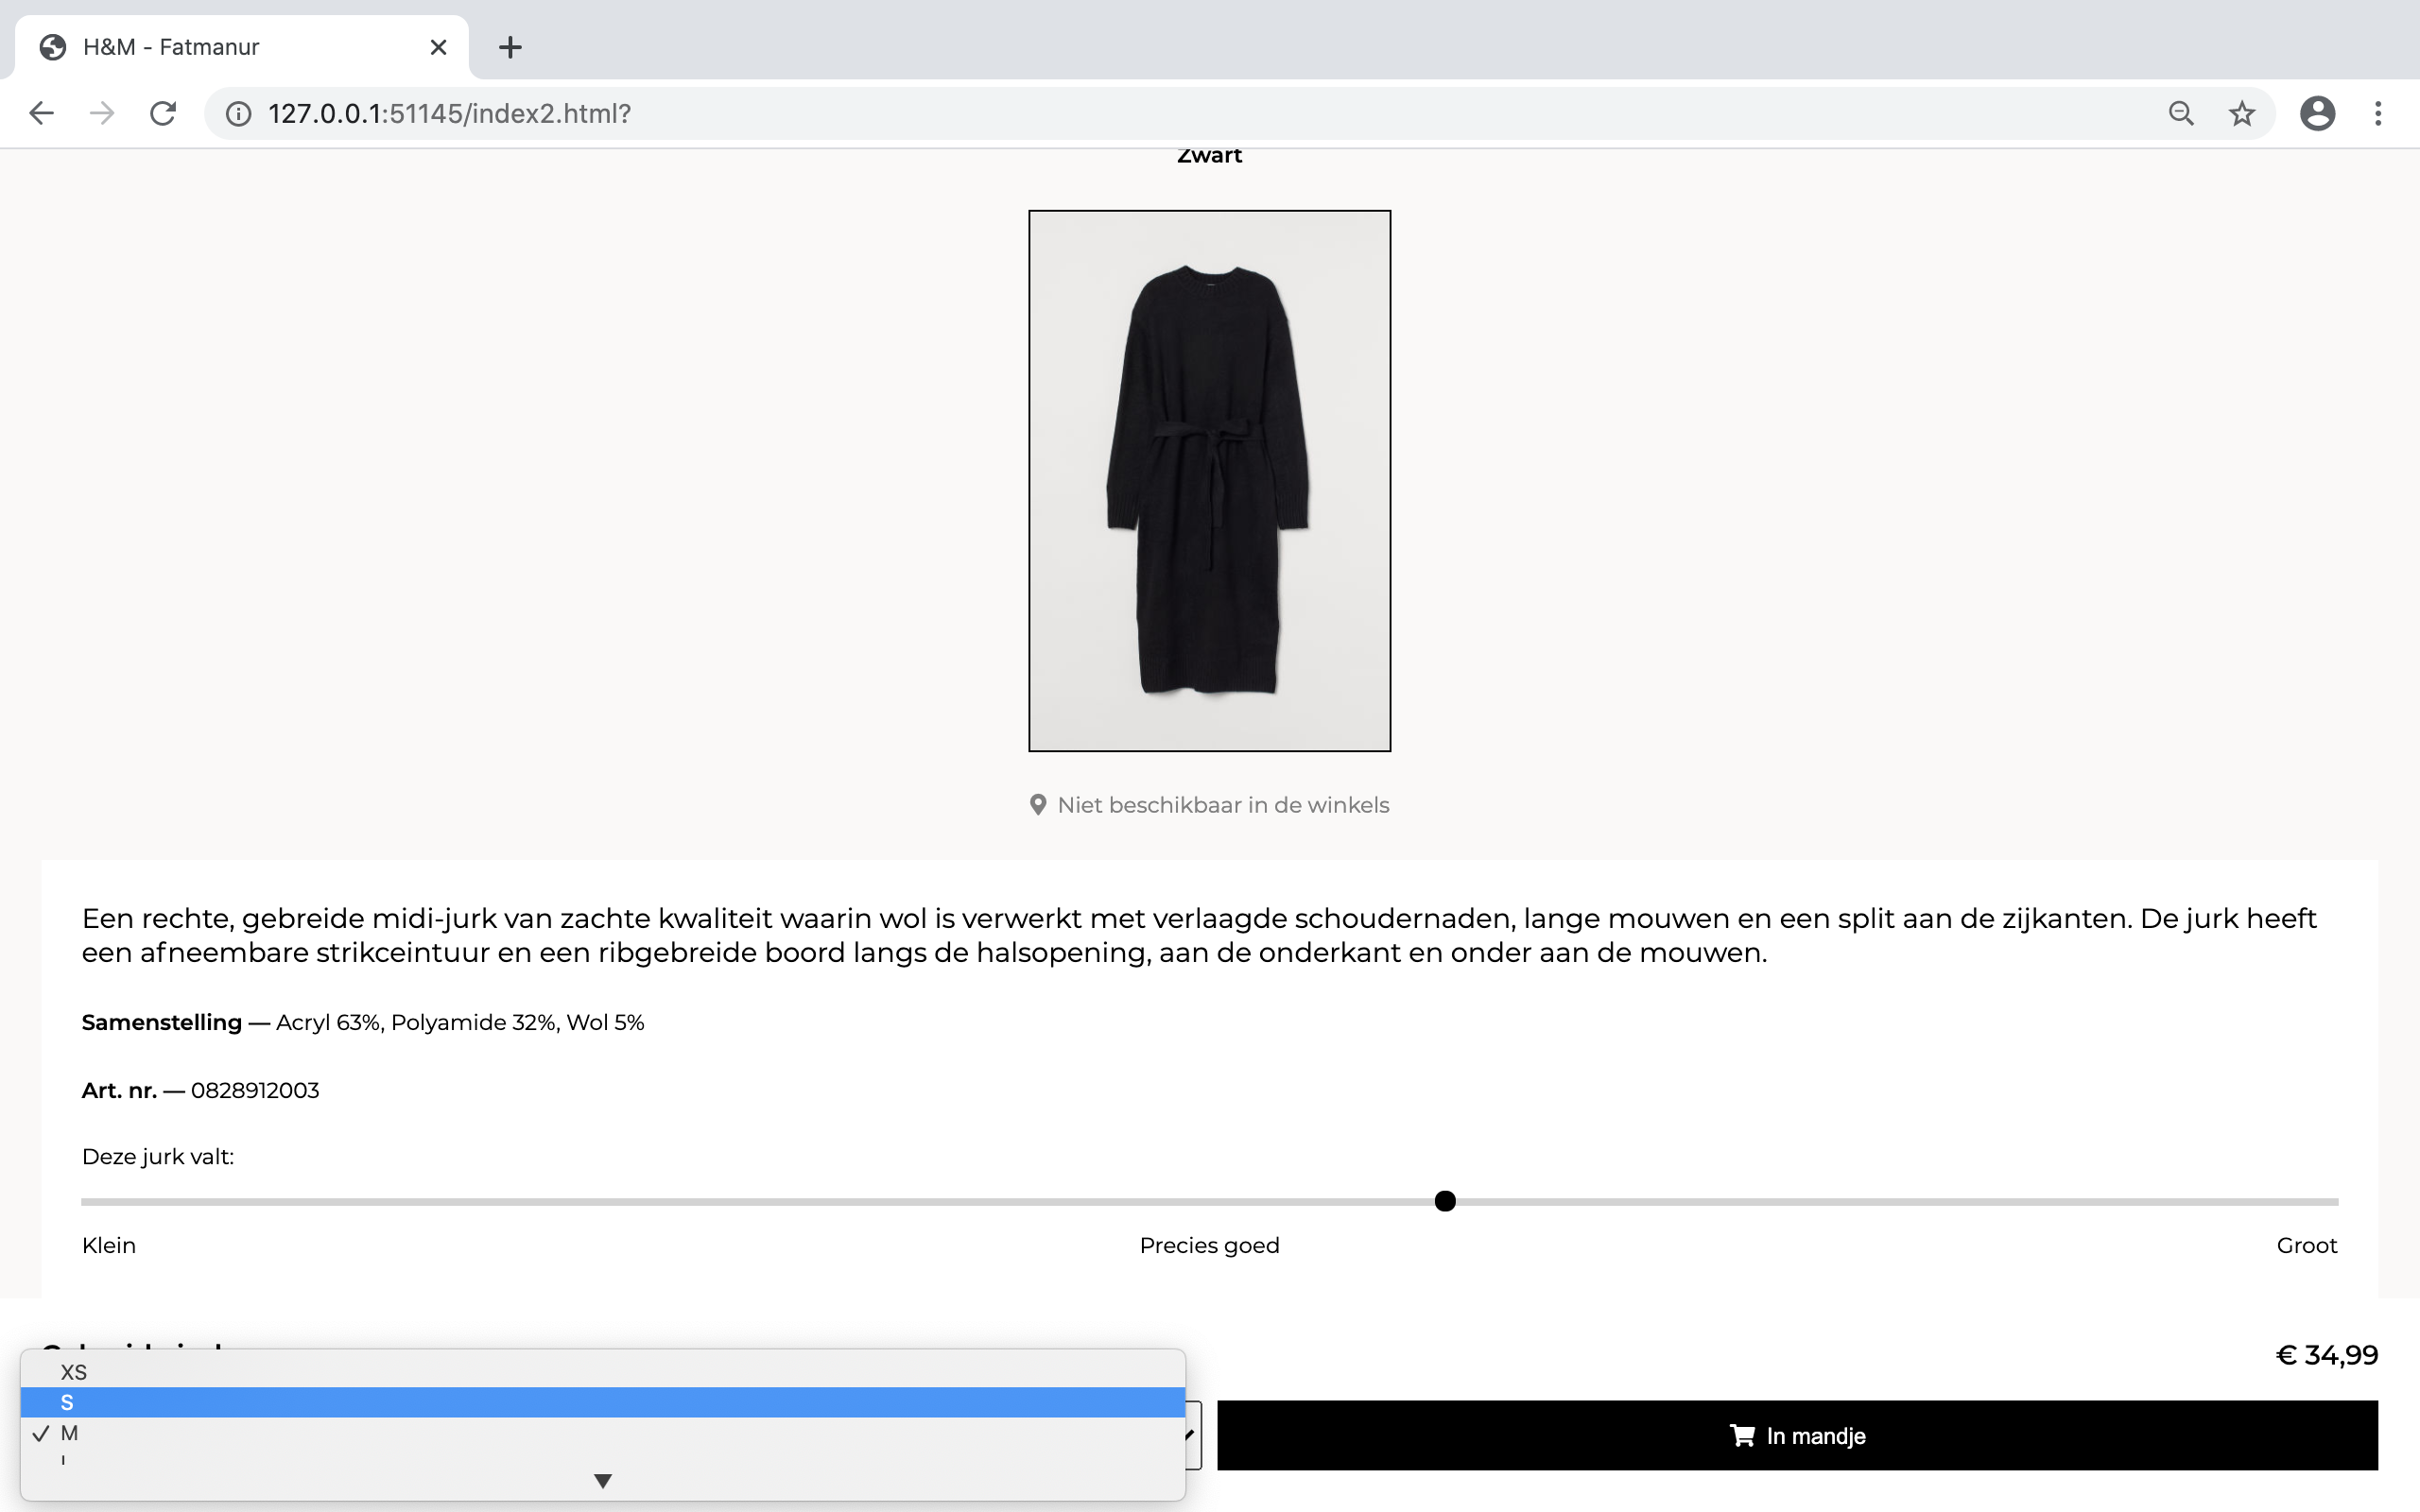 H&M - Fatmanur
127.0.0.1:51145/index2.html?
Zwart
Niet beschikbaar in de winkels
Een rechte, gebreide midi-jurk van zachte kwaliteit waarin wol is verwerkt met verlaagde schoudernaden, lange mouwen en een split aan de zijkanten. De jurk heeft
een afneembare strikceintuur en een ribgebreide boord langs de halsopening, aan de onderkant en onder aan de mouwen.
Samenstelling — Acryl 63%, Polyamide 32%, Wol 5%
Art. nr. — 0828912003
Deze jurk valt:
Klein Precies goed Groot
€ 34,99
XS
S
M
In mandje